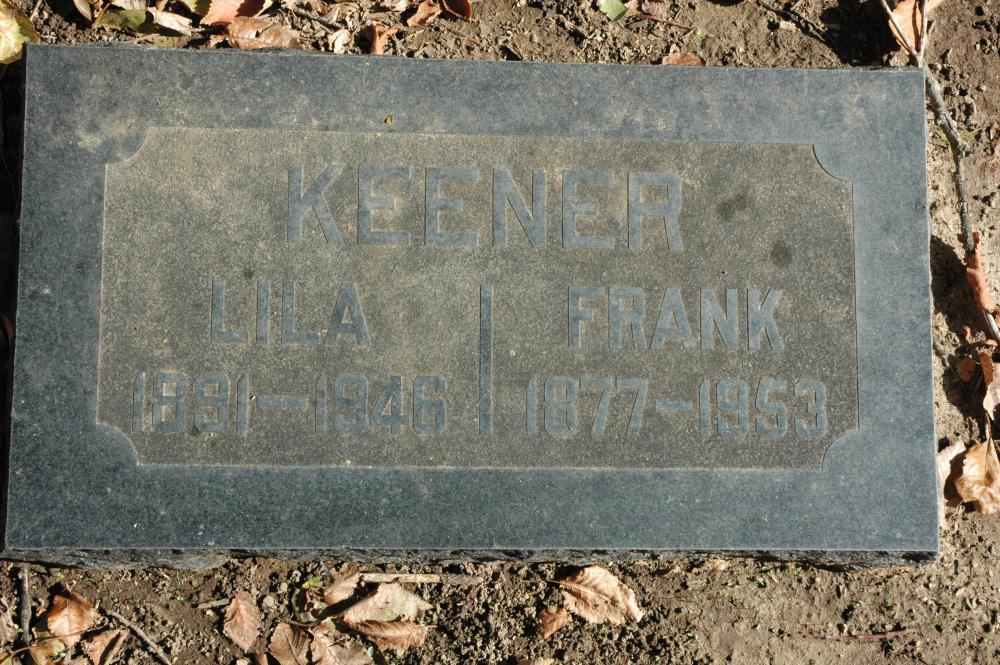 KEENER
LILA
1891—1946
FRANK
1877-1953